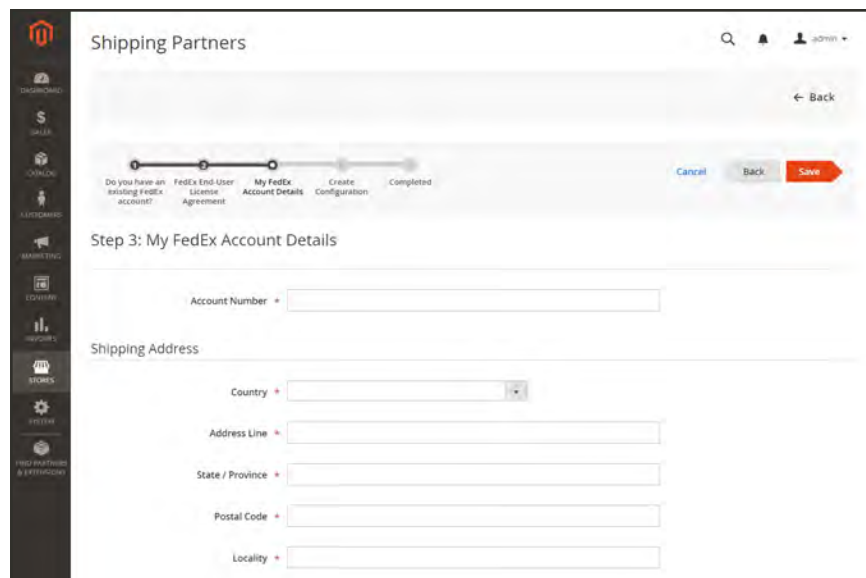 Shipping Partners
admin
← Back
Do you have an existing FedEx account?
FedEx End-User License Agreement
My FedEx Account Details
Create Configuration
Completed
Cancel
Back
Save
Step 3: My FedEx Account Details
Account Number *
Shipping Address
Country *
Address Line *
State / Province *
Postal Code *
Locality *
DASHBOARD
SALES
CATALOG
CUSTOMERS
MARKETING
CONTENT
STORES
SYSTEM
FIND PARTNERS
& EXTENSIONS